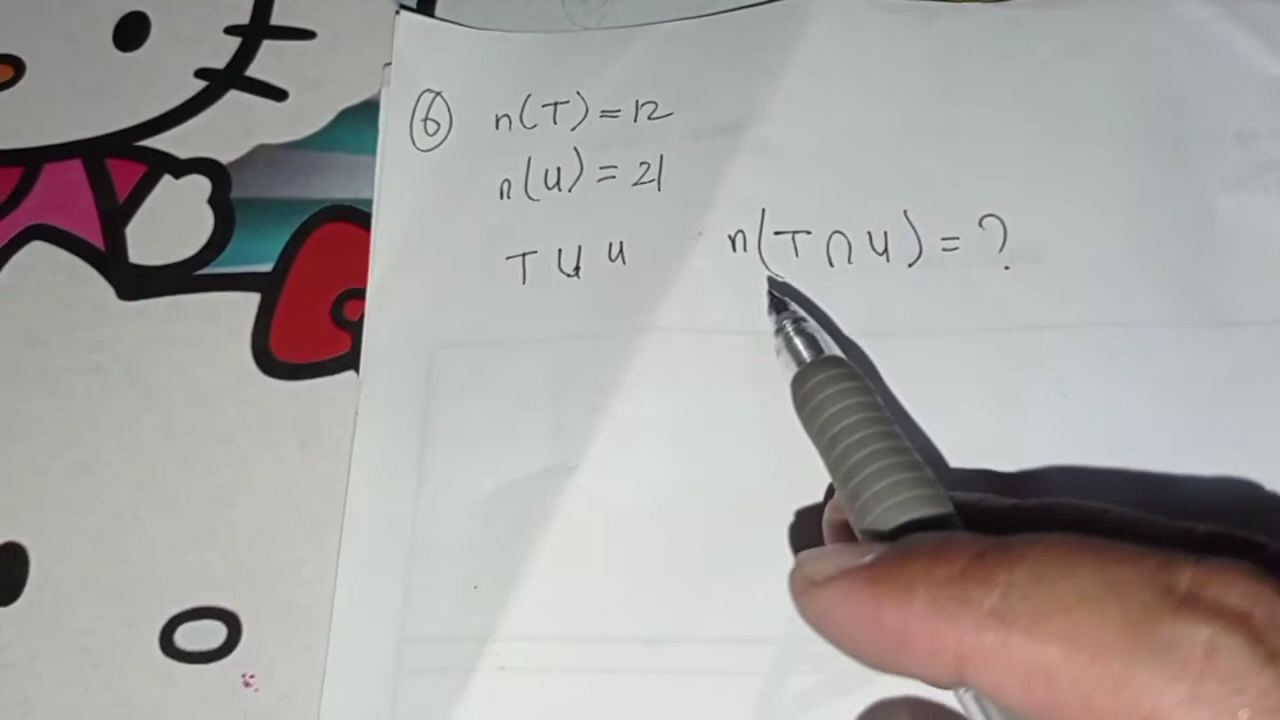 6 n(T)=12
n(U)=21
T U U n(T∩U)=?